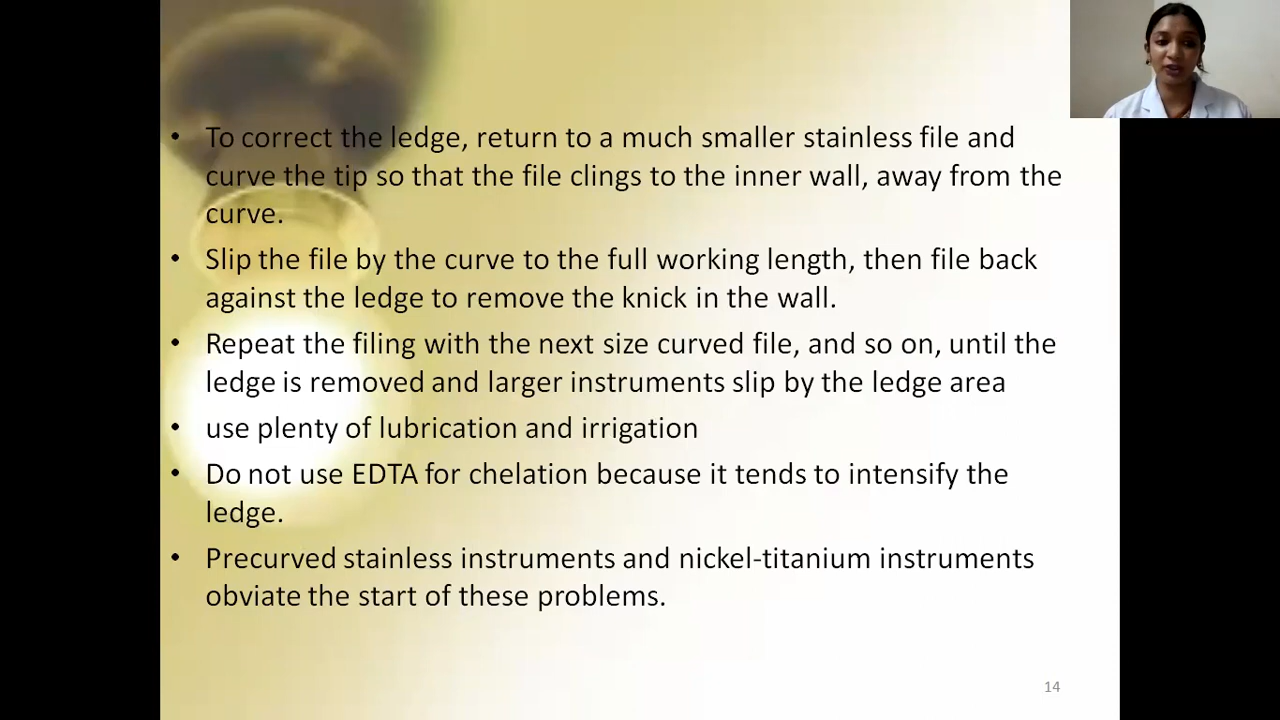 • To correct the ledge, return to a much smaller stainless file and
curve the tip so that the file clings to the inner wall, away from the
curve.
• Slip the file by the curve to the full working length, then file back
against the ledge to remove the knick in the wall.
• Repeat the filing with the next size curved file, and so on, until the
ledge is removed and larger instruments slip by the ledge area
• use plenty of lubrication and irrigation
• Do not use EDTA for chelation because it tends to intensify the
ledge.
• Precurved stainless instruments and nickel-titanium instruments
obviate the start of these problems.
14